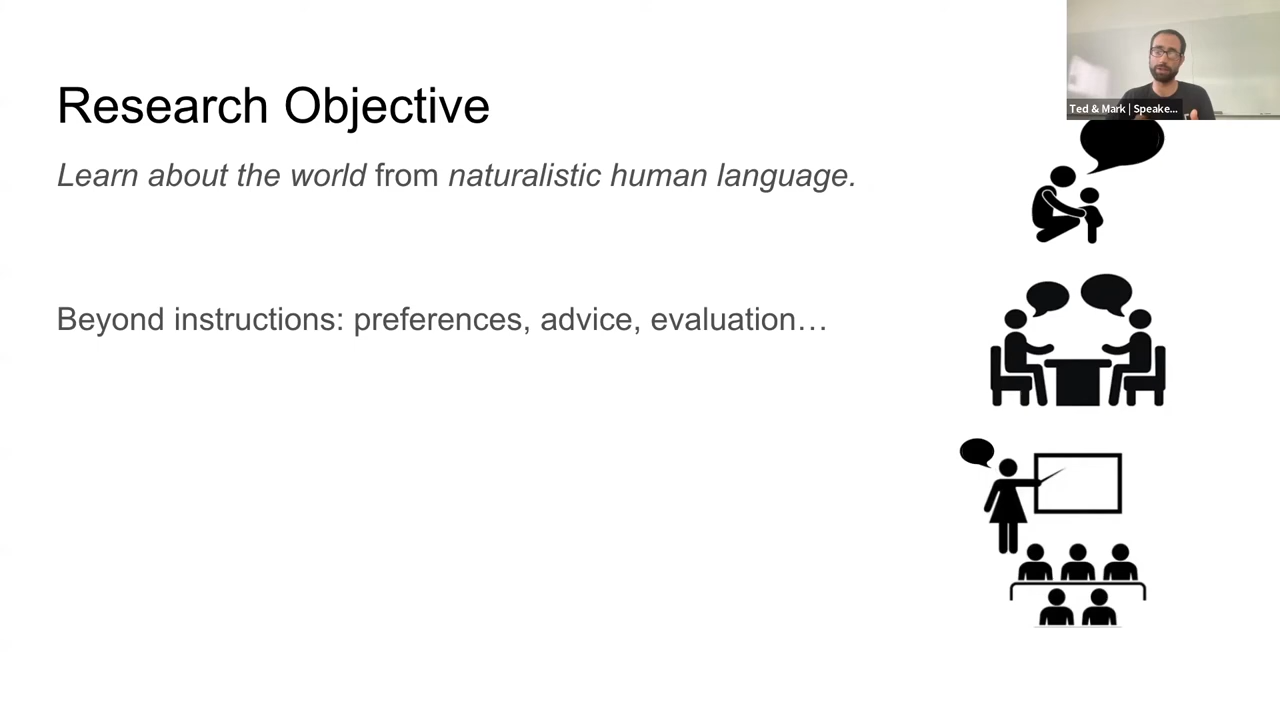 Research Objective
Learn about the world from naturalistic human language.
Beyond instructions: preferences, advice, evaluation…
Ted & Mark | Speake...